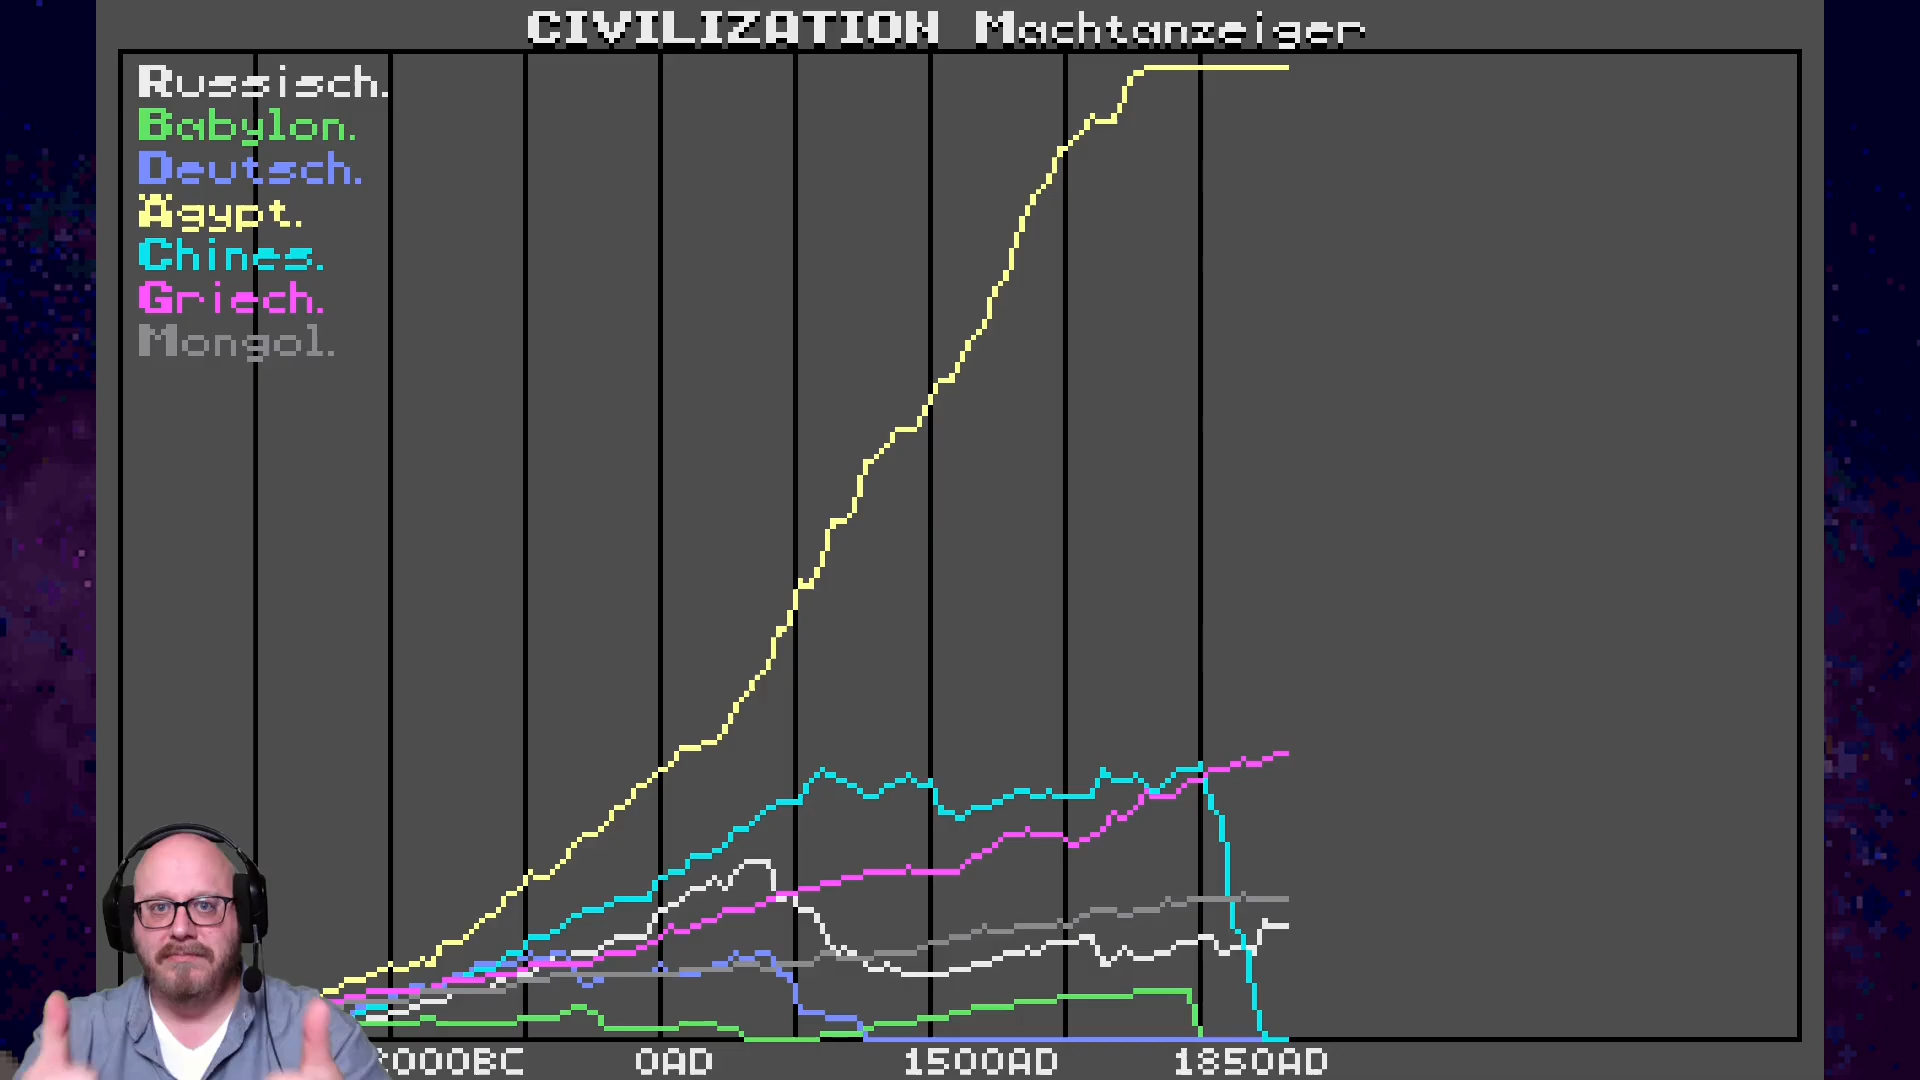 CIVILIZATION Machtanzeiger
Russisch.
Babylon.
Deutsch.
Ägypt.
Chines.
Griech.
Mongol.
000BC 0AD 1500AD 1850AD